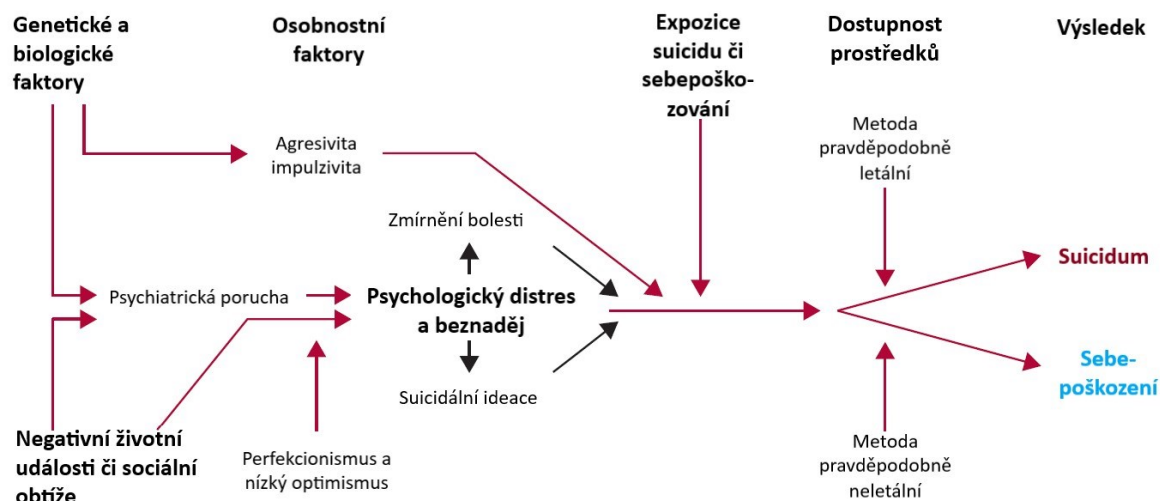 Genetické a
biologické
faktory
Osobnostní
faktory
Expozice
suicidu či
sebepoško-
zování
Dostupnost
prostředků
Výsledek
Agresivita
impulzivita
Metoda
pravděpodobně
letální
Zmírnění bolesti
Psychiatrická porucha
Psychologický distres
a beznaděj
Suicidální ideace
Suicidum
Sebe-
poškození
Negativní životní
události či sociální
obtíže
Perfekcionismus a
nízký optimismus
Metoda
pravděpodobně
neletální